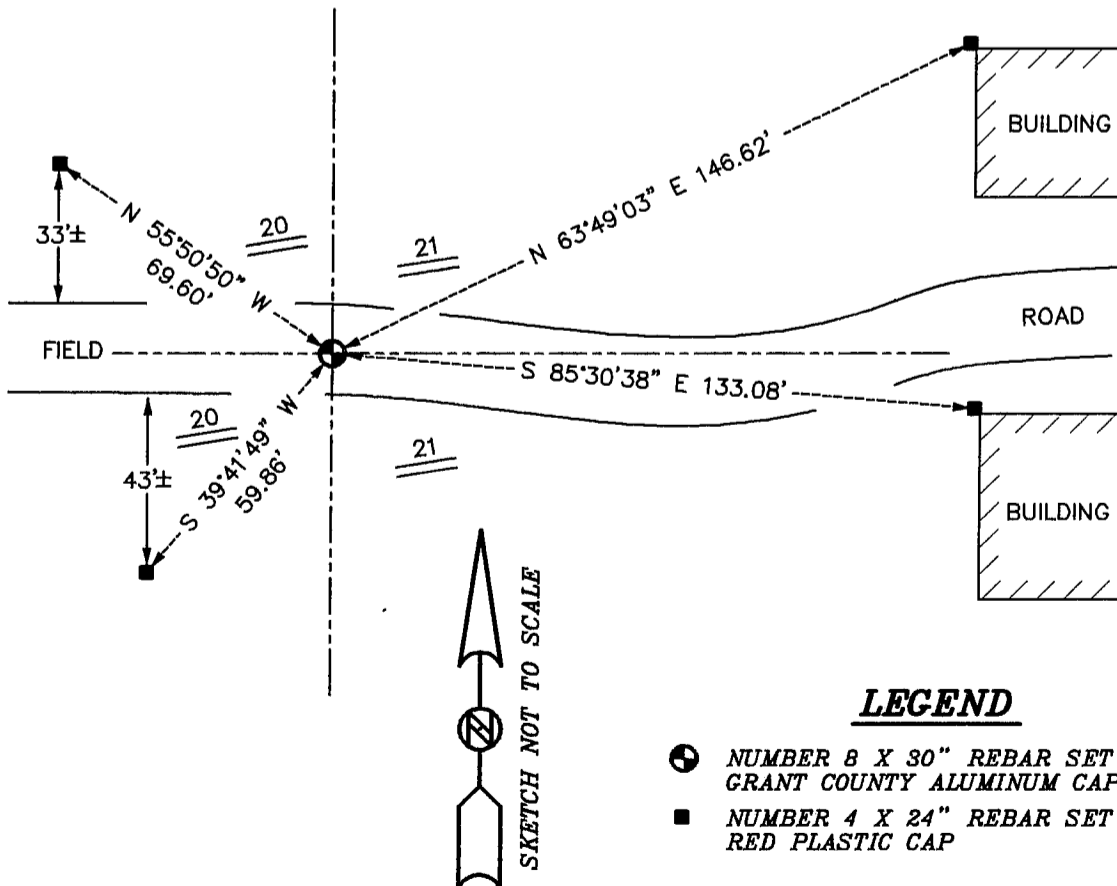 BUILDING
N 63°49'03" E 146.62'
N 55°50'50" W
69.60'
33'±
20
21
ROAD
FIELD
S 85°30'38" E 133.08'
20
21
43'±
S 39°41'49" W
59.86'
BUILDING
SKETCH NOT TO SCALE
N
LEGEND
NUMBER 8 X 30" REBAR SET
GRANT COUNTY ALUMINUM CAP
NUMBER 4 X 24" REBAR SET
RED PLASTIC CAP